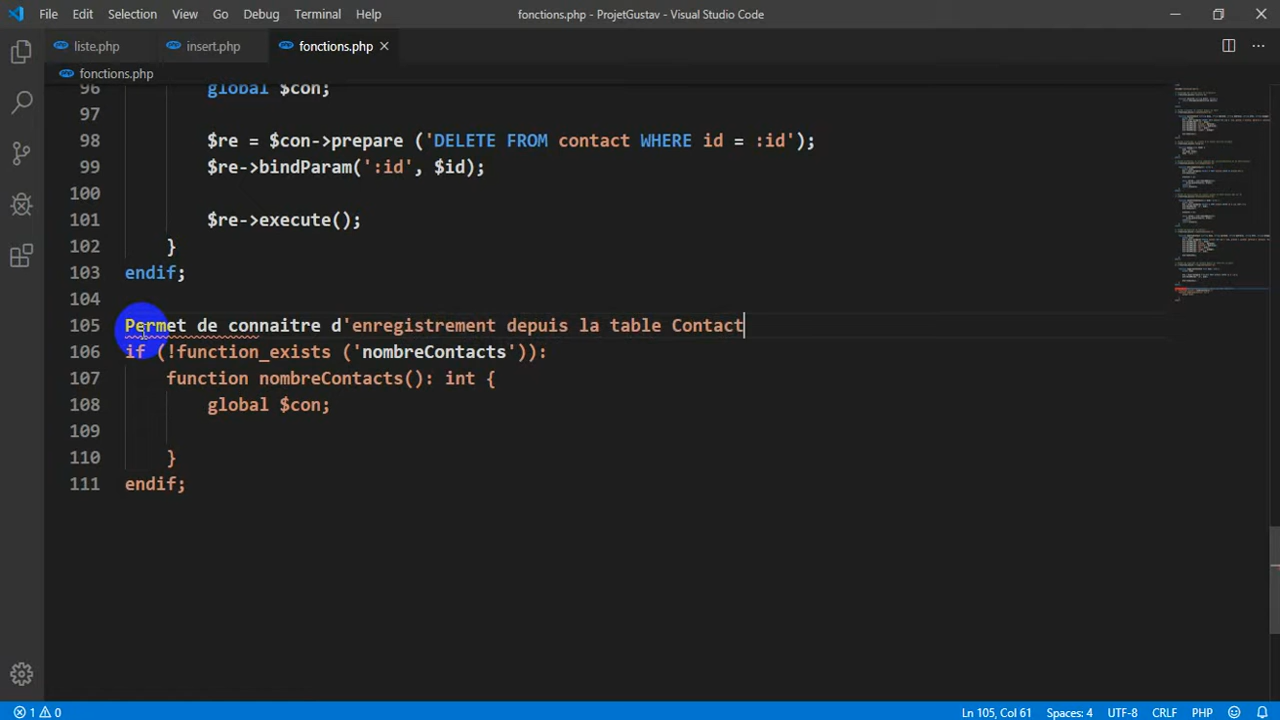 File Edit Selection View Go Debug Terminal Help fonctions.php - ProjetGustav - Visual Studio Code
liste.php insert.php fonctions.php
fonctions.php
96 global $con;
97
98 $re = $con->prepare ('DELETE FROM contact WHERE id = :id');
99 $re->bindParam(':id', $id);
100
101 $re->execute();
102 }
103 endif;
104
105 Permet de connaitre d'enregistrement depuis la table Contact
106 if (!function_exists ('nombreContacts')):
107 function nombreContacts(): int {
108 global $con;
109
110 }
111 endif;
1 0 Ln 105, Col 61 Spaces: 4 UTF-8 CRLF PHP